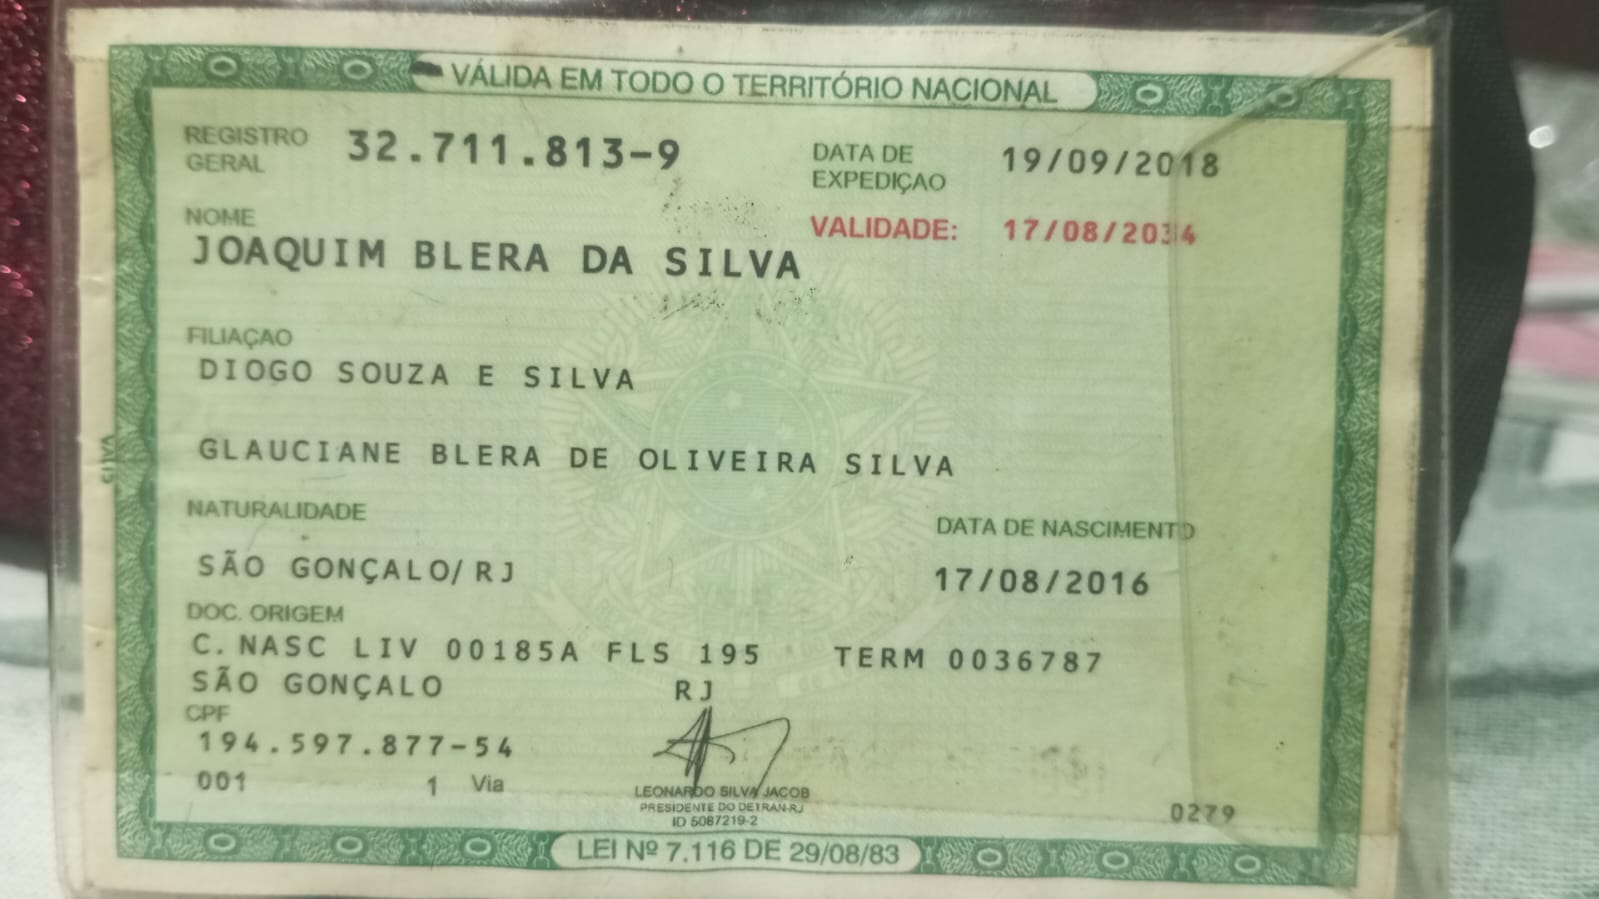 VÁLIDA EM TODO O TERRITÓRIO NACIONAL
REGISTRO GERAL 32.711.813-9
DATA DE EXPEDIÇAO 19/09/2018
VALIDADE: 17/08/2034
NOME
JOAQUIM BLERA DA SILVA
FILIAÇAO
DIOGO SOUZA E SILVA
GLAUCIANE BLERA DE OLIVEIRA SILVA
NATURALIDADE
SÃO GONÇALO/RJ
DATA DE NASCIMENTO
17/08/2016
DOC. ORIGEM
C. NASC LIV 00185A FLS 195 TERM 0036787
SÃO GONÇALO RJ
CPF
194.597.877-54
001 1 Via
LEONARDO SILVA JACOB
PRESIDENTE DO DETRAN-RJ
ID 5087219-2
0279
LEI Nº 7.116 DE 29/08/83